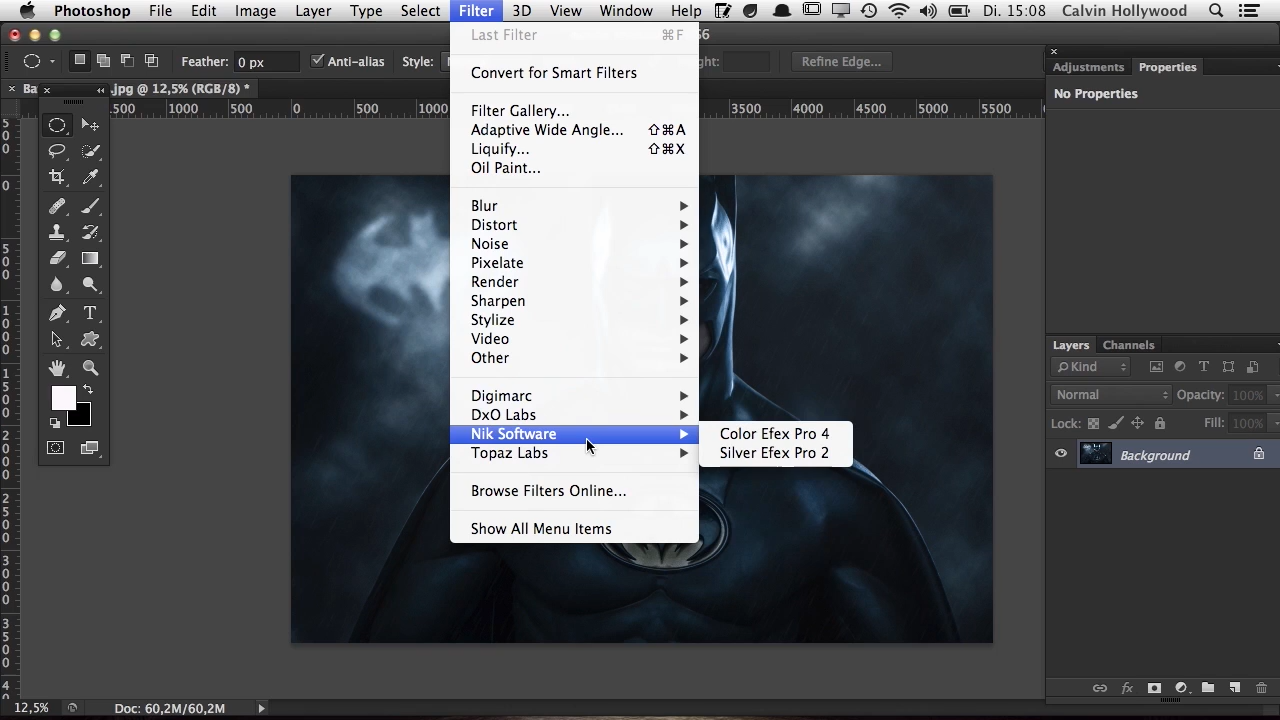 Photoshop File Edit Image Layer Type Select Filter 3D View Window Help Di. 15:08 Calvin Hollywood
Feather: 0 px Anti-alias Style: Refine Edge...
.jpg @ 12,5% (RGB/8) *
500 1000 500 0 500 1000 3500 4000 4500 5000 5500
Last Filter ⌘F
Convert for Smart Filters
Filter Gallery...
Adaptive Wide Angle... ⇧⌘A
Liquify... ⇧⌘X
Oil Paint...
Blur
Distort
Noise
Pixelate
Render
Sharpen
Stylize
Video
Other
Digimarc
DxO Labs
Nik Software
Topaz Labs
Browse Filters Online...
Show All Menu Items
Color Efex Pro 4
Silver Efex Pro 2
Adjustments Properties
No Properties
Layers Channels
Kind
Normal Opacity: 100%
Lock: Fill: 100%
Background
fx
12,5% Doc: 60,2M/60,2M